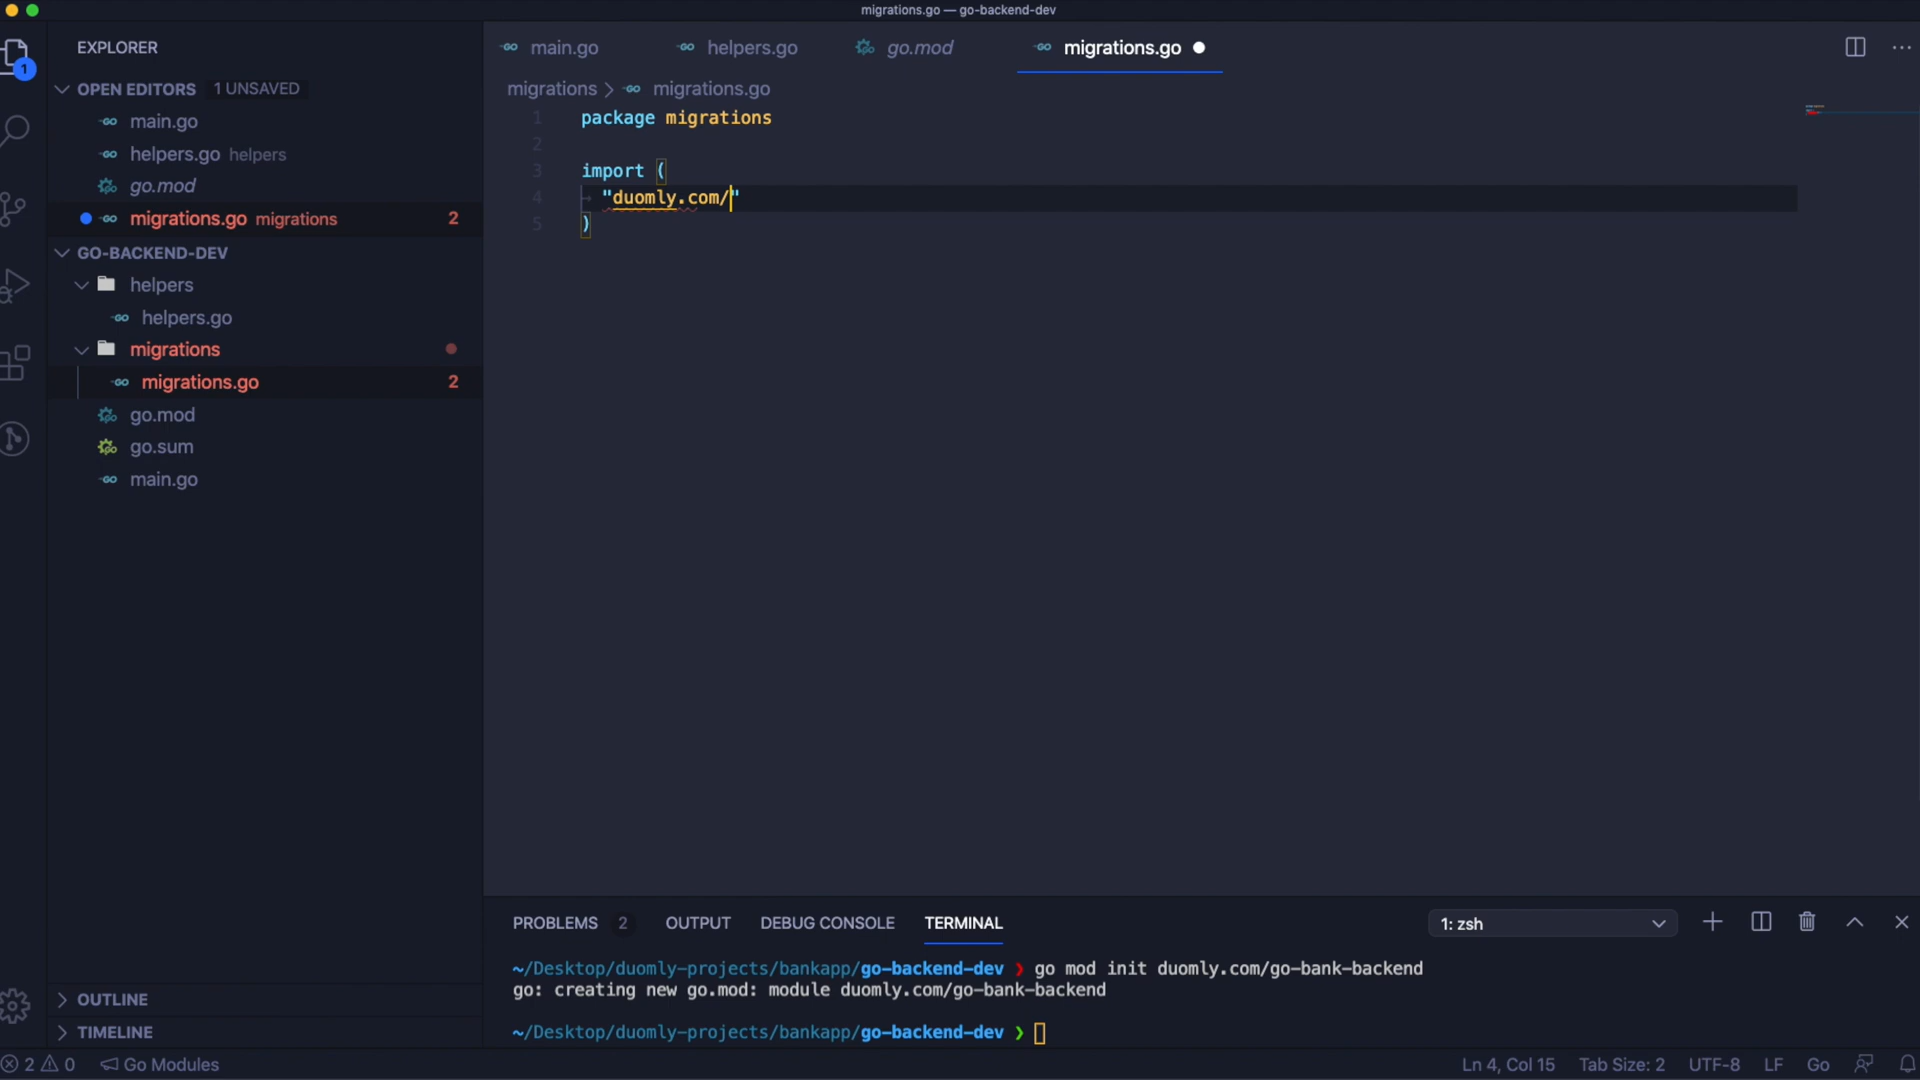 migrations.go — go-backend-dev
EXPLORER
1
OPEN EDITORS 1 UNSAVED
main.go
helpers.go helpers
go.mod
migrations.go migrations 2
GO-BACKEND-DEV
helpers
helpers.go
migrations
migrations.go 2
go.mod
go.sum
main.go
OUTLINE
TIMELINE
main.go helpers.go go.mod migrations.go
migrations > migrations.go
1 package migrations
2
3 import (
4 "duomly.com/"
5 )
PROBLEMS 2 OUTPUT DEBUG CONSOLE TERMINAL 1: zsh
~/Desktop/duomly-projects/bankapp/go-backend-dev ❯ go mod init duomly.com/go-bank-backend
go: creating new go.mod: module duomly.com/go-bank-backend
~/Desktop/duomly-projects/bankapp/go-backend-dev ❯
2 0 Go Modules Ln 4, Col 15 Tab Size: 2 UTF-8 LF Go